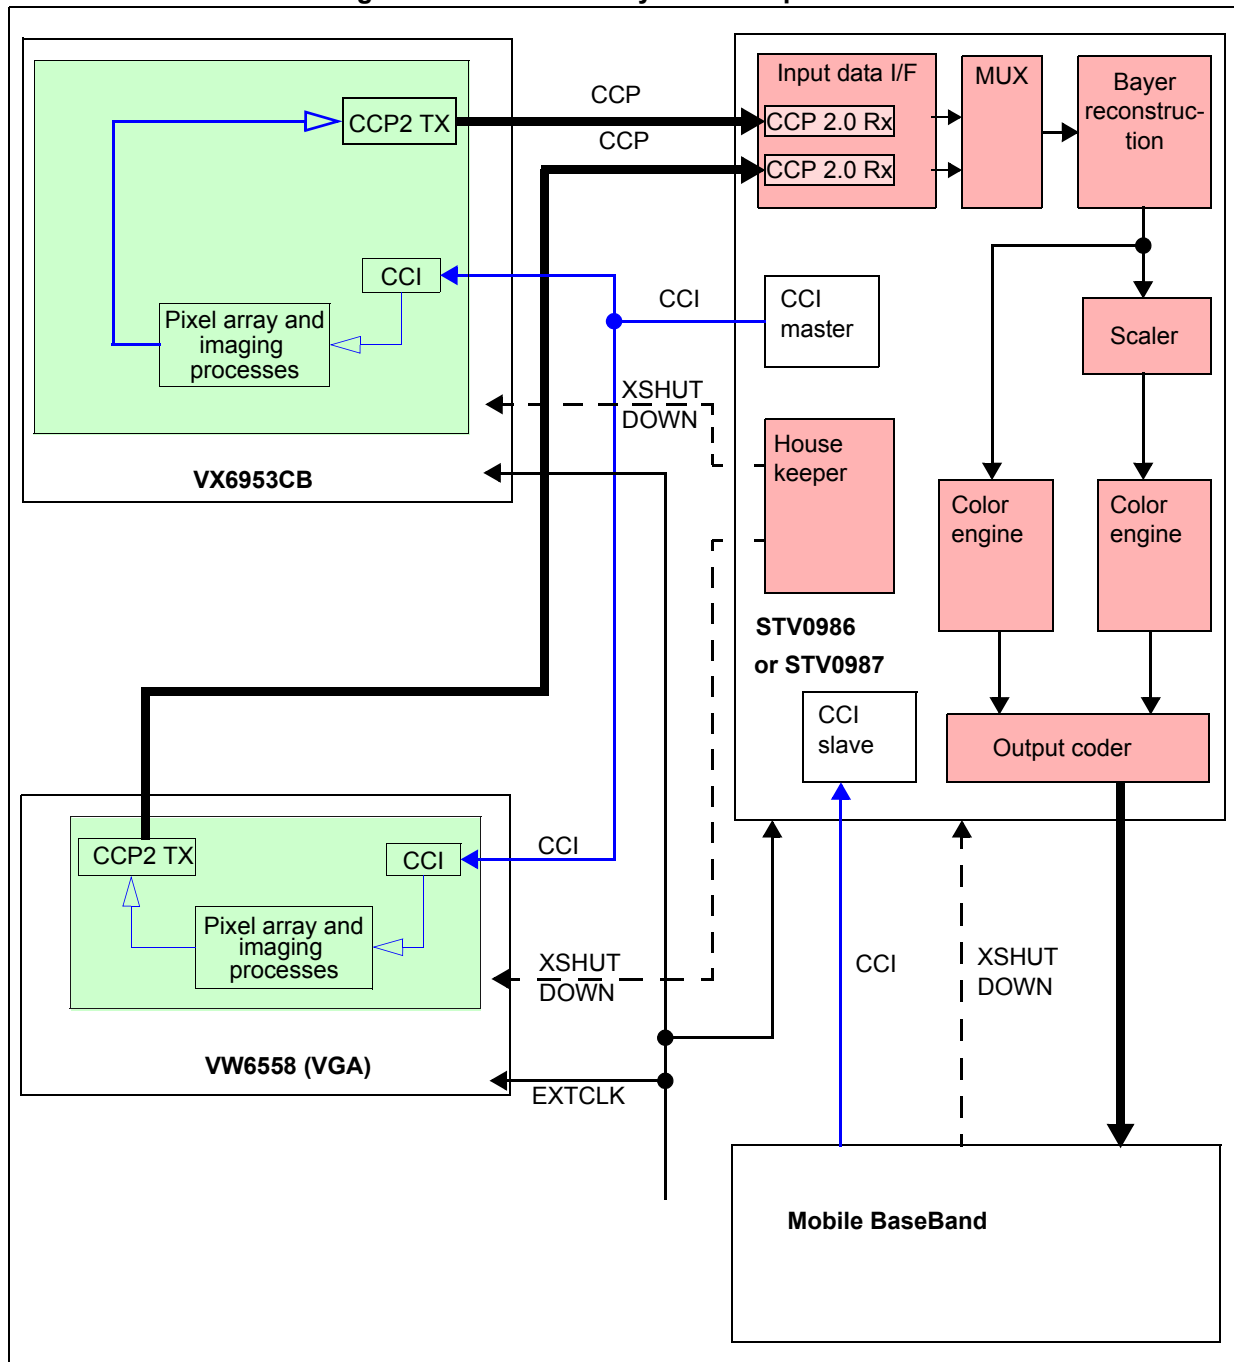 CCP
CCP2 TX
CCP
CCI
Pixel array and
imaging
processes
VX6953CB
Input data I/F
CCP 2.0 Rx
CCP 2.0 Rx
MUX
Bayer
reconstruc-
tion
CCI
CCI
master
Scaler
XSHUT
DOWN
House
keeper
Color
engine
Color
engine
STV0986
or STV0987
CCI
slave
Output coder
CCP2 TX
CCI
CCI
Pixel array and
imaging
processes
XSHUT
DOWN
VW6558 (VGA)
EXTCLK
CCI
XSHUT
DOWN
Mobile BaseBand